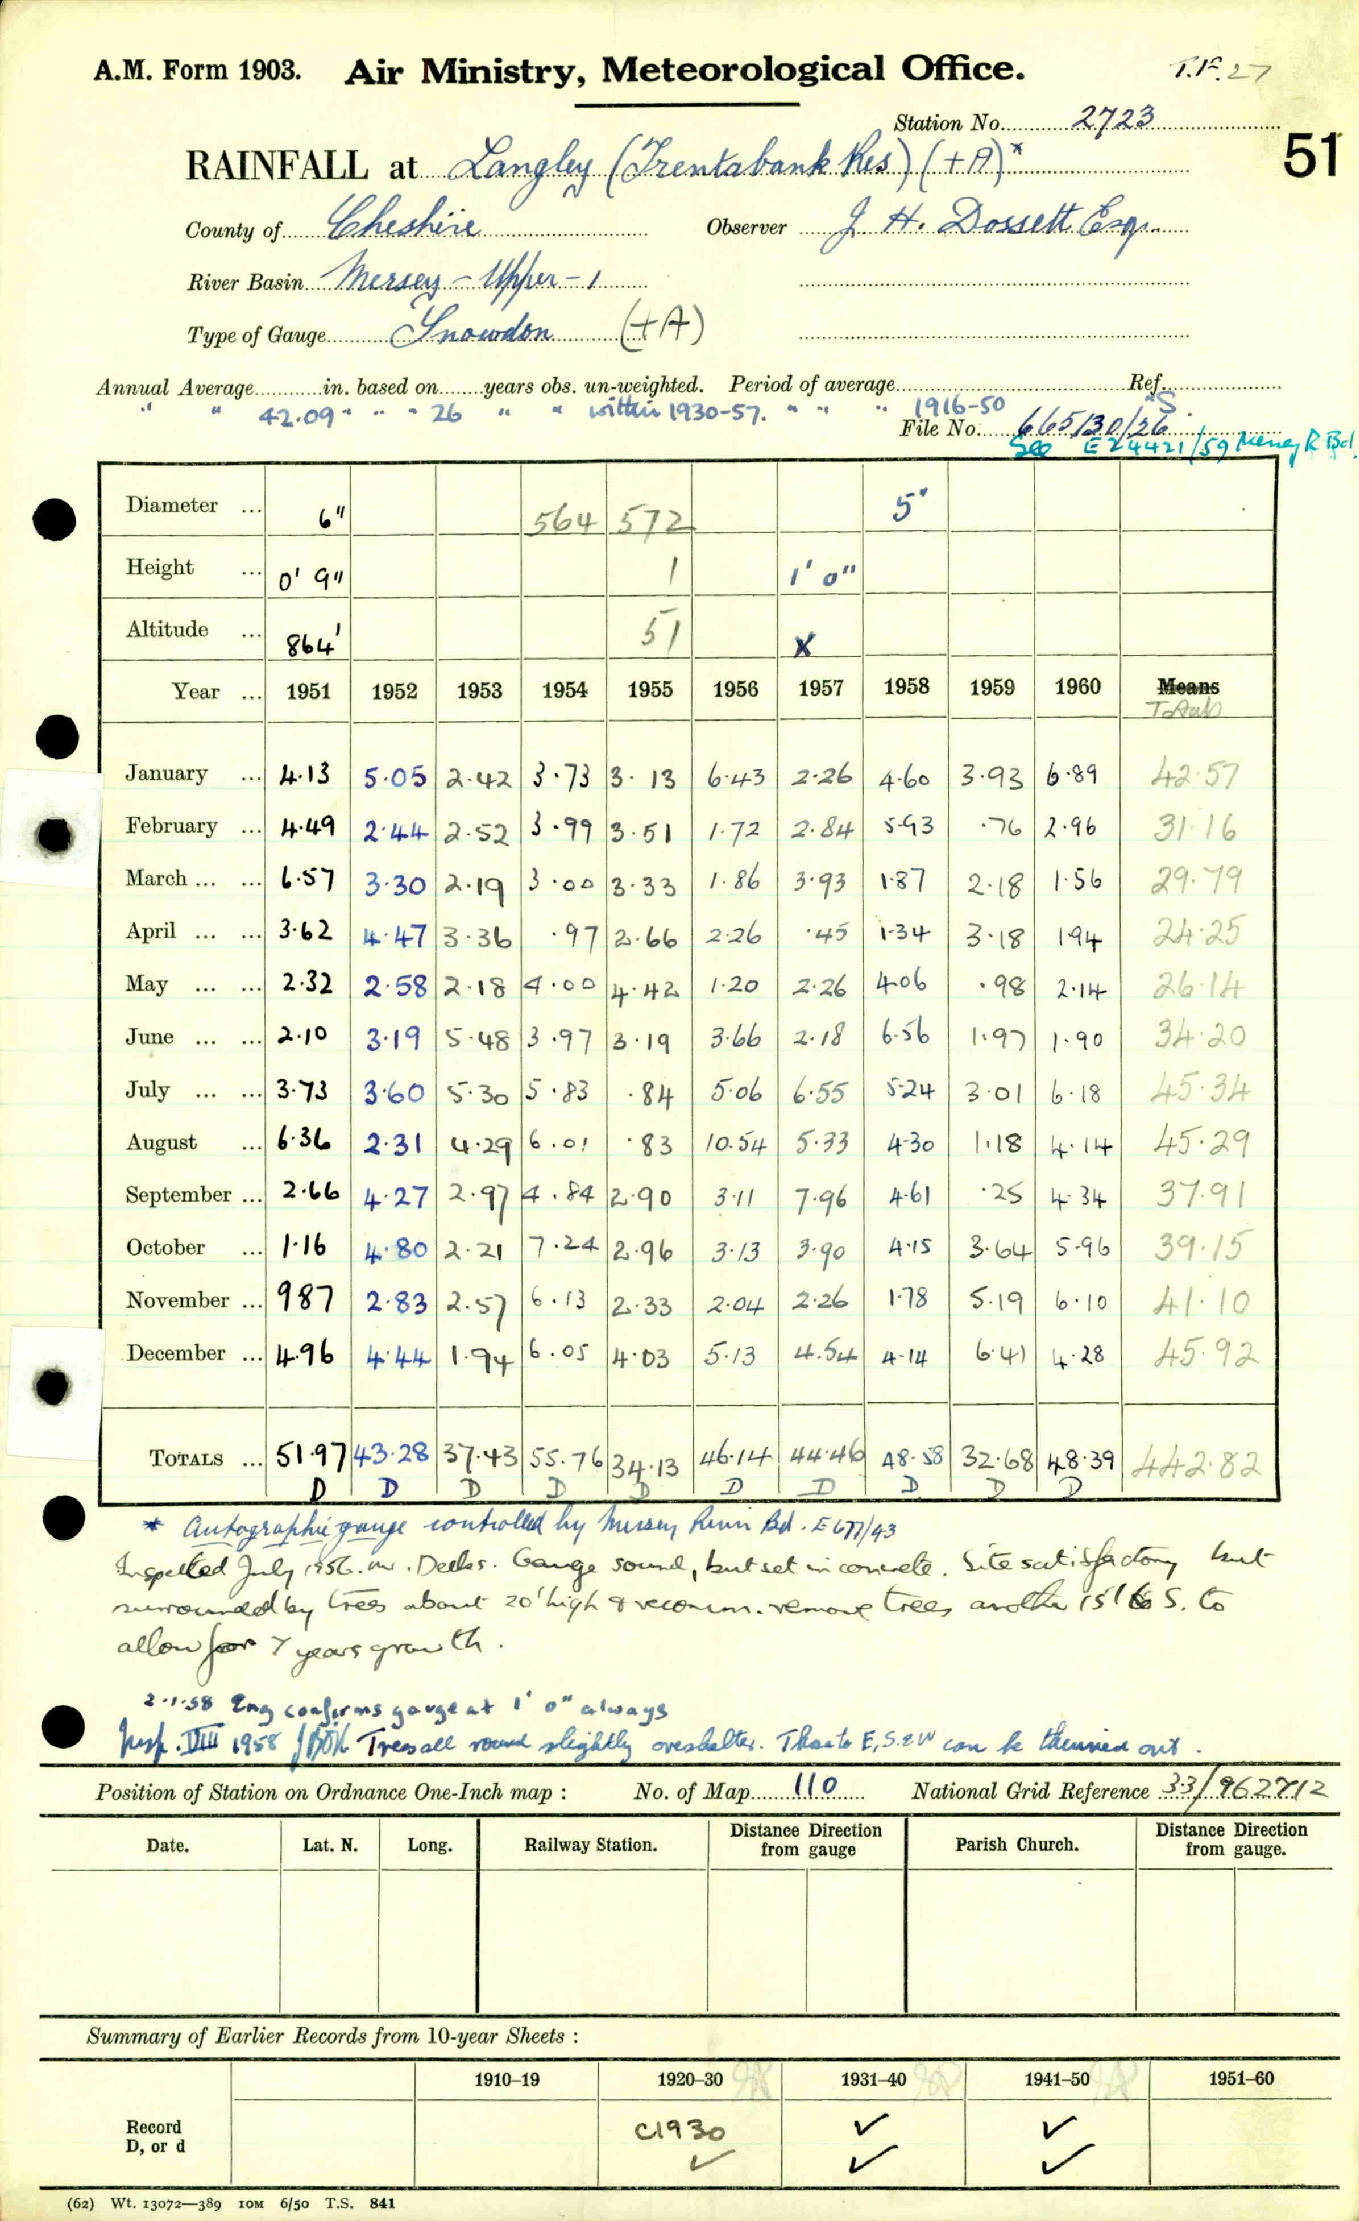 A.M. Form 1903. Air Ministry, Meteorological Office. T.F. 27
Station No. 2723
51
RAINFALL at Langley (Trentabank Res) (+A)*
County of Cheshire Observer J. H. Dossett Esq.
River Basin Mersey - Upper - 1
Type of Gauge Snowdon (+A)
Annual Average in. based on years obs. un-weighted. Period of average Ref.
" " 42.09 " " " 26 " " within 1930-57. " " " 1916-50 "S.
File No. 665130/26
See E24421/59 Mersey R Bd.
Diameter ... 6" 564 572 5"
Height ... 0' 9" 1 1' 0"
Altitude ... 864' 51 X
Year ... 1951 1952 1953 1954 1955 1956 1957 1958 1959 1960 Means
Totals
January ... 4.13 5.05 2.42 3.73 3.13 6.43 2.26 4.60 3.93 6.89 42.57
February ... 4.49 2.44 2.52 3.99 3.51 1.72 2.84 5.93 .76 2.96 31.16
March ... ... 6.57 3.30 2.19 3.00 3.33 1.86 3.93 1.87 2.18 1.56 29.79
April ... ... 3.62 4.47 3.36 .97 2.66 2.26 .45 1.34 3.18 1.94 24.25
May ... ... 2.32 2.58 2.18 4.00 4.42 1.20 2.26 4.06 .98 2.14 26.14
June ... ... 2.10 3.19 5.48 3.97 3.19 3.66 2.18 6.56 1.97 1.90 34.20
July ... ... 3.73 3.60 5.30 5.83 .84 5.06 6.55 5.24 3.01 6.18 45.34
August ... 6.36 2.31 4.29 6.01 .83 10.54 5.33 4.30 1.18 4.14 45.29
September ... 2.66 4.27 2.97 4.84 2.90 3.11 7.96 4.61 .25 4.34 37.91
October ... 1.16 4.80 2.21 7.24 2.96 3.13 3.90 4.15 3.64 5.96 39.15
November ... 9.87 2.83 2.57 6.13 2.33 2.04 2.26 1.78 5.19 6.10 41.10
December ... 4.96 4.44 1.94 6.05 4.03 5.13 4.54 4.14 6.41 4.28 45.92
TOTALS ... 51.97 43.28 37.43 55.76 34.13 46.14 44.46 48.58 32.68 48.39 442.82
D D D D D D D D D D
* Autographic gauge controlled by Mersey River Bd. E677/43
Inspected July 1956. Mr. Deeks. Gauge sound, but set in concrete. Site satisfactory but
surrounded by trees about 20' high & recomm. remove trees another 15' to S. to
allow for 7 years growth.
2.1.58 Eng confirms gauge at 1' 0" always
Insp. VIII 1958 Trees all round slightly overshelter. Those to E, S & W can be thinned out.
Position of Station on Ordnance One-Inch map : No. of Map 110 National Grid Reference 33/962712
Date. Lat. N. Long. Railway Station. Distance Direction from gauge Parish Church. Distance Direction from gauge.
Summary of Earlier Records from 10-year Sheets :
1910–19 1920–30 1931–40 1941–50 1951–60
Record C1930 ✓ ✓
D, or d ✓ ✓ ✓
(62) Wt. 13072—389 10M 6/50 T.S. 841